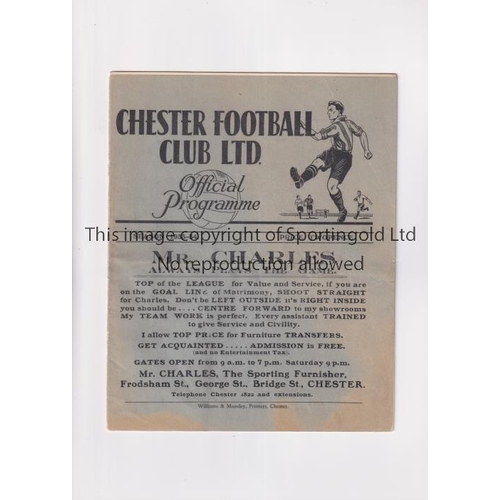 CHESTER FOOTBALL
CLUB LTD.
Official
Programme
This image copyright of Sportingold Ltd
Mr. CHARLES
No reproduction allowed
THE GAME.
TOP of the LEAGUE for Value and Service, if you are
on the GOAL LINE of Matrimony, SHOOT STRAIGHT
for Charles. Don't be LEFT OUTSIDE it's RIGHT INSIDE
you should be .... CENTRE FORWARD to my showrooms
My TEAM WORK is perfect. Every assistant TRAINED
to give Service and Civility.
I allow TOP PRICE for Furniture TRANSFERS.
GET ACQUAINTED ..... ADMISSION is FREE.
(and no Entertainment Tax).
GATES OPEN from 9 a.m. to 7 p.m. Saturday 9 p.m.
Mr. CHARLES, The Sporting Furnisher,
Frodsham St., George St., Bridge St., CHESTER.
Telephone Chester 1822 and extensions.
Williams & Manley, Printers, Chester.